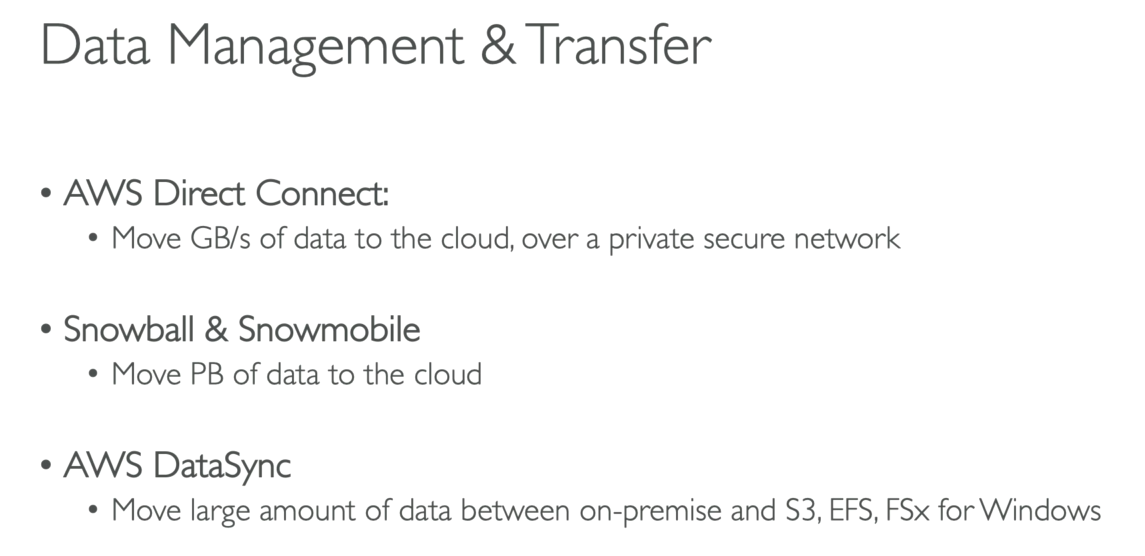 Data Management & Transfer
• AWS Direct Connect:
• Move GB/s of data to the cloud, over a private secure network
• Snowball & Snowmobile
• Move PB of data to the cloud
• AWS DataSync
• Move large amount of data between on-premise and S3, EFS, FSx for Windows